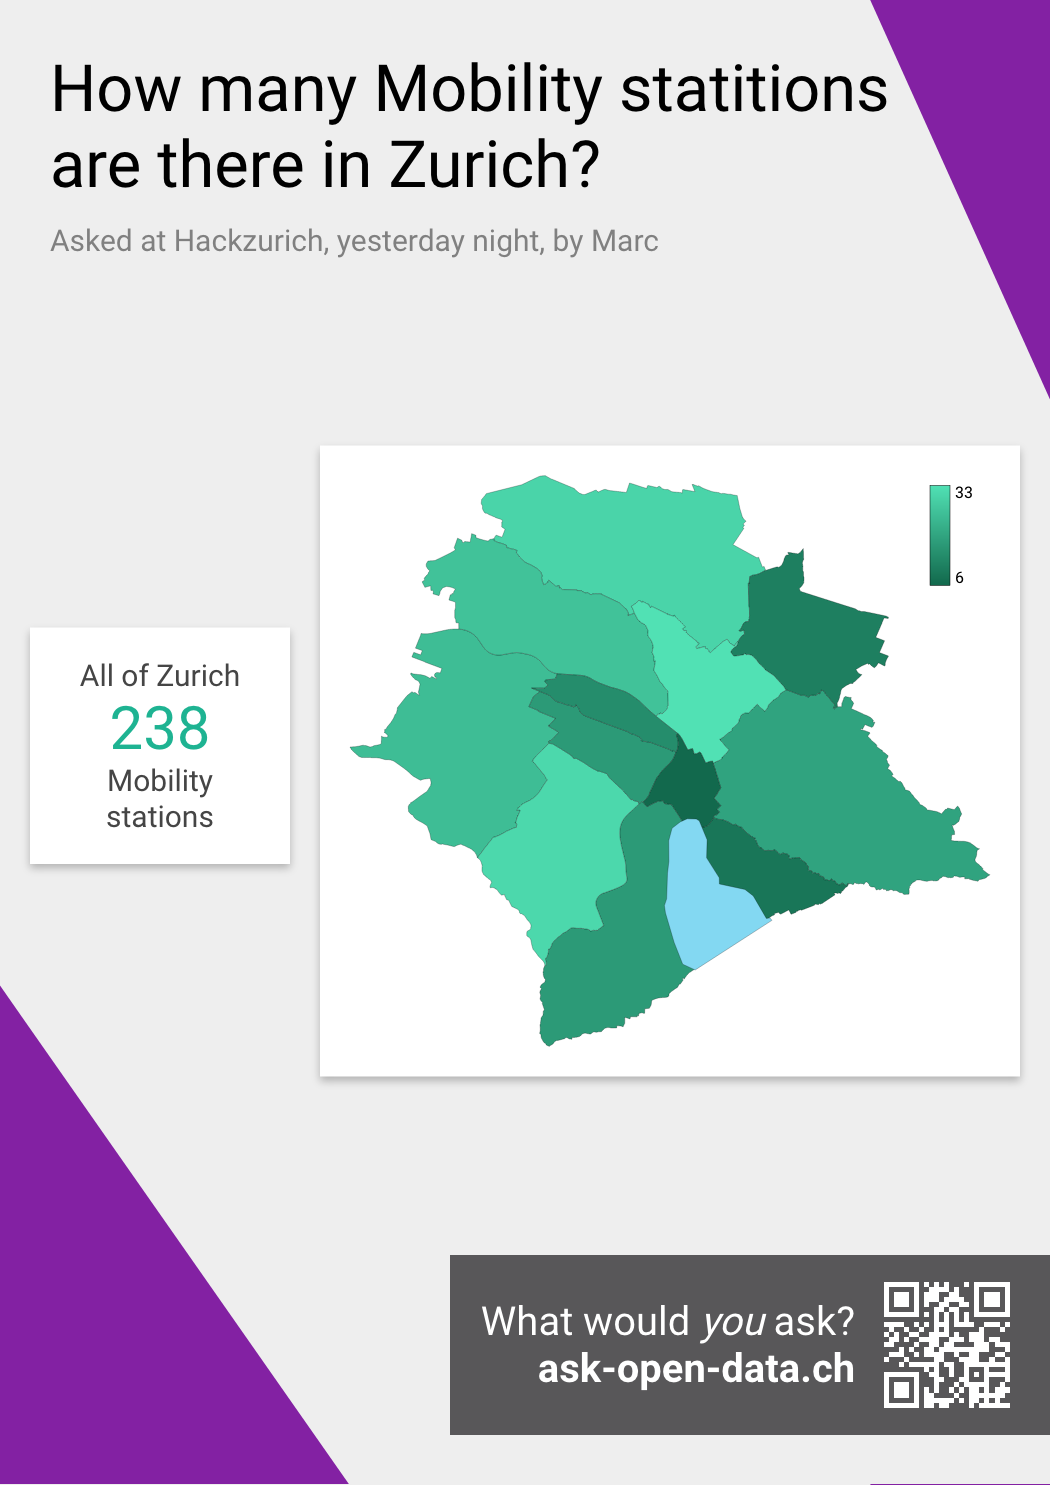 How many Mobility statitions
are there in Zurich?
Asked at Hackzurich, yesterday night, by Marc
33
6
All of Zurich
238
Mobility
stations
What would you ask?
ask-open-data.ch